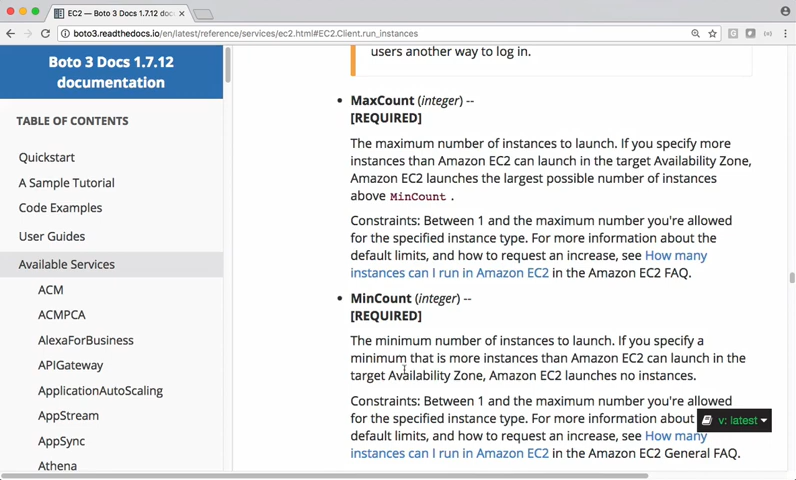 EC2 — Boto 3 Docs 1.7.12 doc
boto3.readthedocs.io/en/latest/reference/services/ec2.html#EC2.Client.run_instances
Boto 3 Docs 1.7.12
documentation
TABLE OF CONTENTS
Quickstart
A Sample Tutorial
Code Examples
User Guides
Available Services
ACM
ACMPCA
AlexaForBusiness
APIGateway
ApplicationAutoScaling
AppStream
AppSync
Athena
users another way to log in.
• MaxCount (integer) --
[REQUIRED]
The maximum number of instances to launch. If you specify more
instances than Amazon EC2 can launch in the target Availability Zone,
Amazon EC2 launches the largest possible number of instances
above MinCount .
Constraints: Between 1 and the maximum number you're allowed
for the specified instance type. For more information about the
default limits, and how to request an increase, see How many
instances can I run in Amazon EC2 in the Amazon EC2 FAQ.
• MinCount (integer) --
[REQUIRED]
The minimum number of instances to launch. If you specify a
minimum that is more instances than Amazon EC2 can launch in the
target Availability Zone, Amazon EC2 launches no instances.
Constraints: Between 1 and the maximum number you're allowed
for the specified instance type. For more information about
default limits, and how to request an increase, see How many
instances can I run in Amazon EC2 in the Amazon EC2 General FAQ.
v: latest